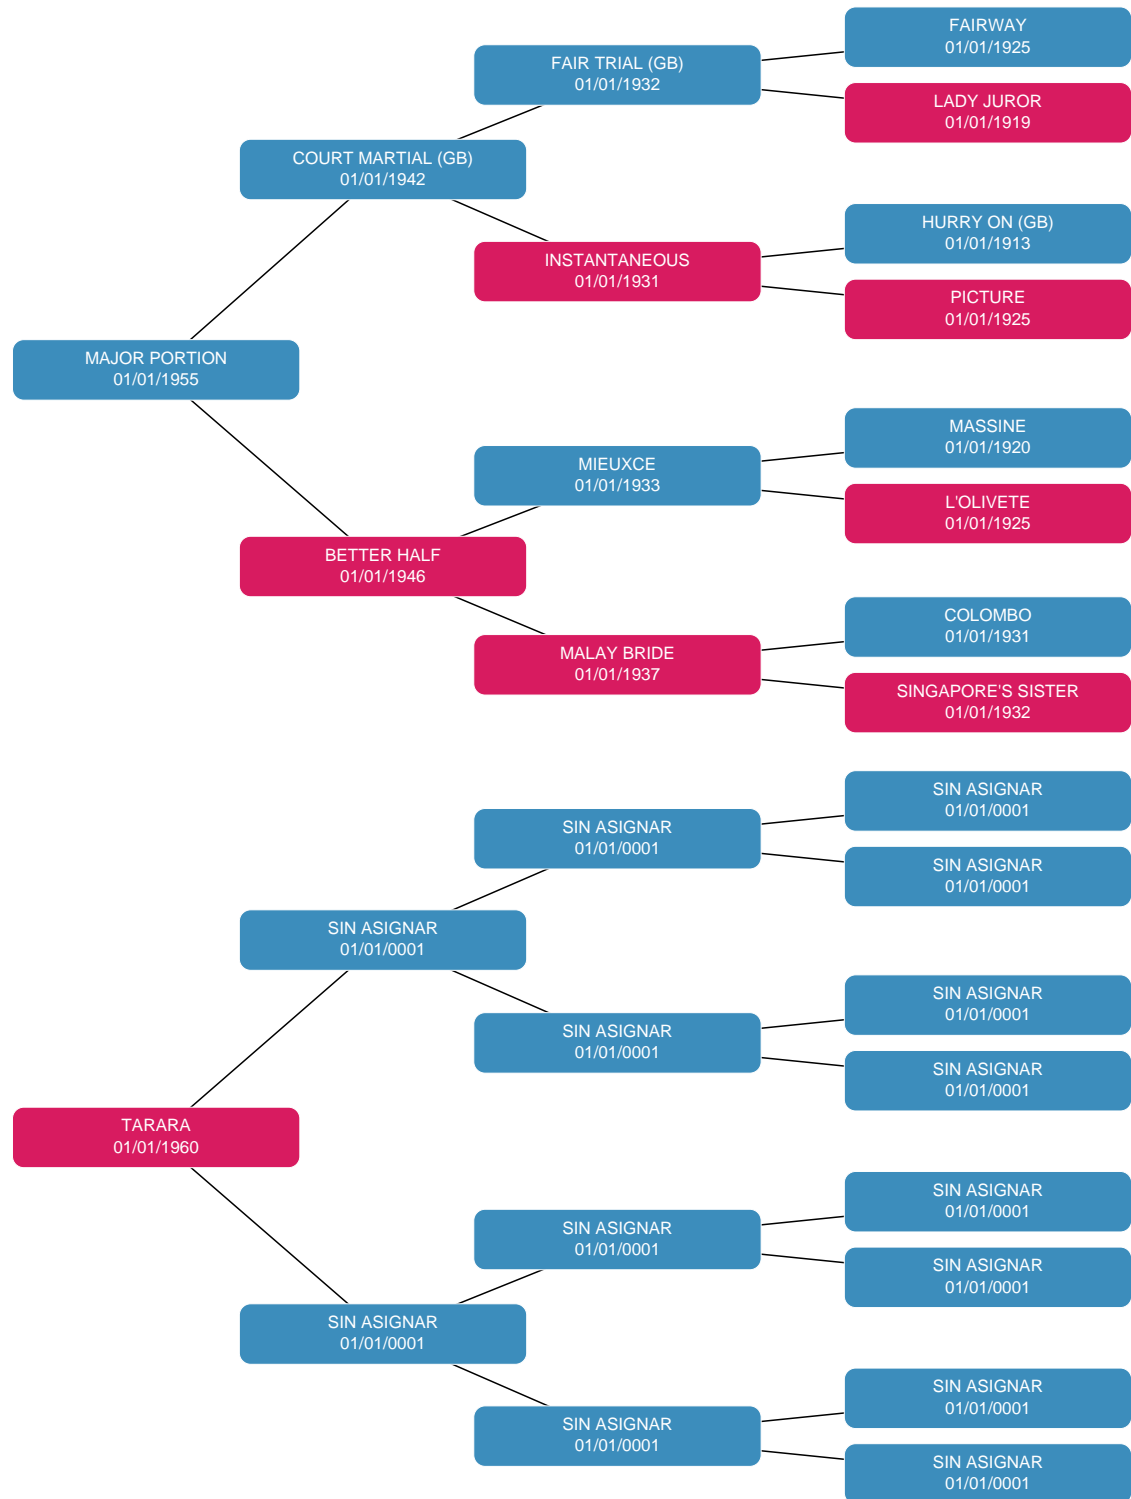 FAIRWAY
01/01/1925
FAIR TRIAL (GB)
01/01/1932
LADY JUROR
01/01/1919
COURT MARTIAL (GB)
01/01/1942
HURRY ON (GB)
01/01/1913
INSTANTANEOUS
01/01/1931
PICTURE
01/01/1925
MAJOR PORTION
01/01/1955
MASSINE
01/01/1920
MIEUXCE
01/01/1933
L'OLIVETE
01/01/1925
BETTER HALF
01/01/1946
COLOMBO
01/01/1931
MALAY BRIDE
01/01/1937
SINGAPORE'S SISTER
01/01/1932
SIN ASIGNAR
01/01/0001
SIN ASIGNAR
01/01/0001
SIN ASIGNAR
01/01/0001
SIN ASIGNAR
01/01/0001
SIN ASIGNAR
01/01/0001
SIN ASIGNAR
01/01/0001
SIN ASIGNAR
01/01/0001
TARARA
01/01/1960
SIN ASIGNAR
01/01/0001
SIN ASIGNAR
01/01/0001
SIN ASIGNAR
01/01/0001
SIN ASIGNAR
01/01/0001
SIN ASIGNAR
01/01/0001
SIN ASIGNAR
01/01/0001
SIN ASIGNAR
01/01/0001